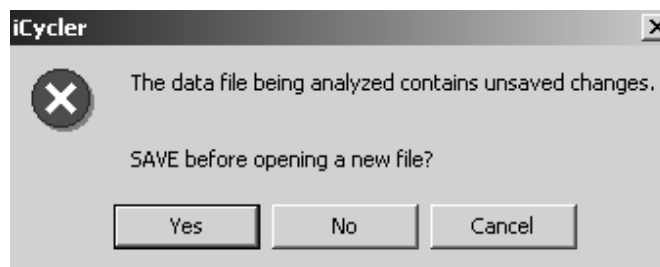 iCycler
The data file being analyzed contains unsaved changes.
SAVE before opening a new file?
Yes No Cancel